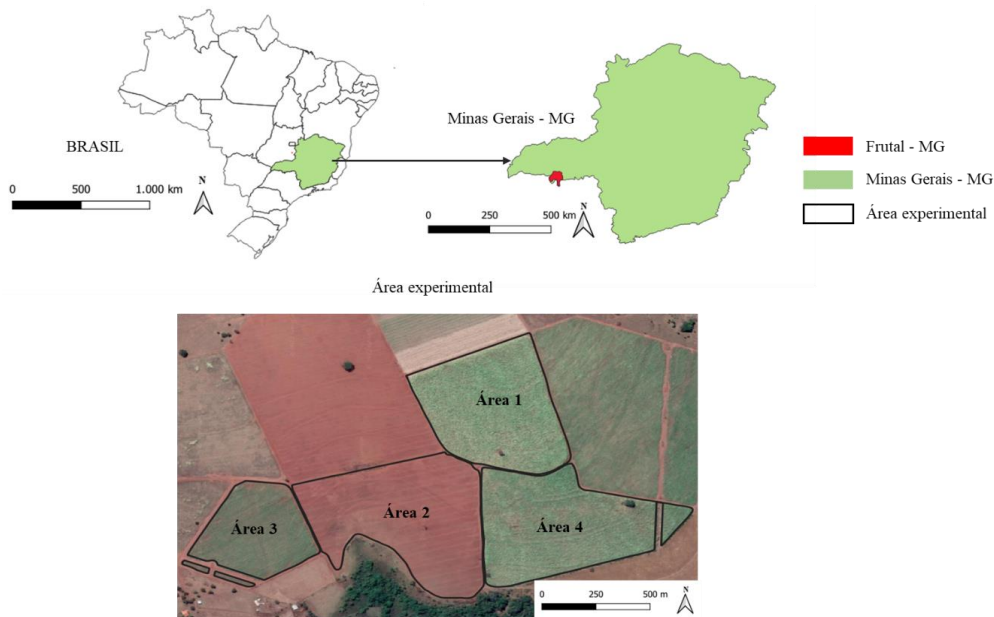 BRASIL
0 500 1.000 km
N
Minas Gerais - MG
0 250 500 km
N
Frutal - MG
Minas Gerais - MG
Área experimental
Área experimental
Área 1
Área 2
Área 3
Área 4
0 250 500 m
N